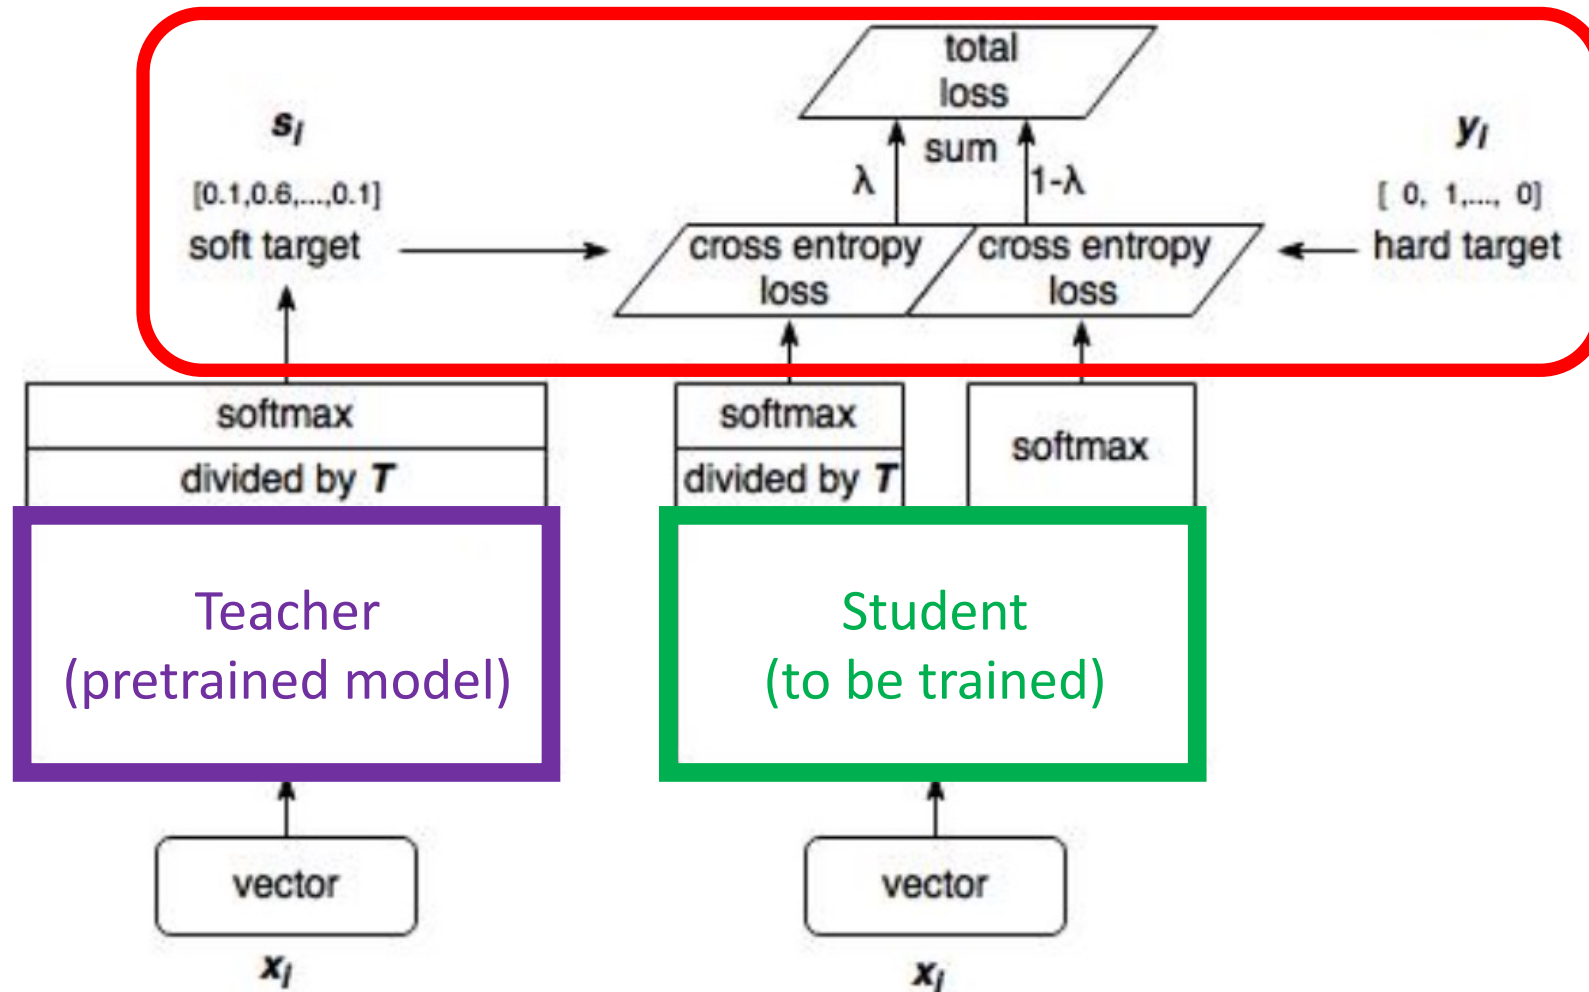 total
loss
s_i
sum
y_i
[0.1,0.6,...,0.1]
λ
1-λ
[ 0, 1,..., 0]
soft target
cross entropy
loss
cross entropy
loss
hard target
softmax
divided by T
softmax
divided by T
softmax
Teacher
(pretrained model)
Student
(to be trained)
vector
x_i
vector
x_i